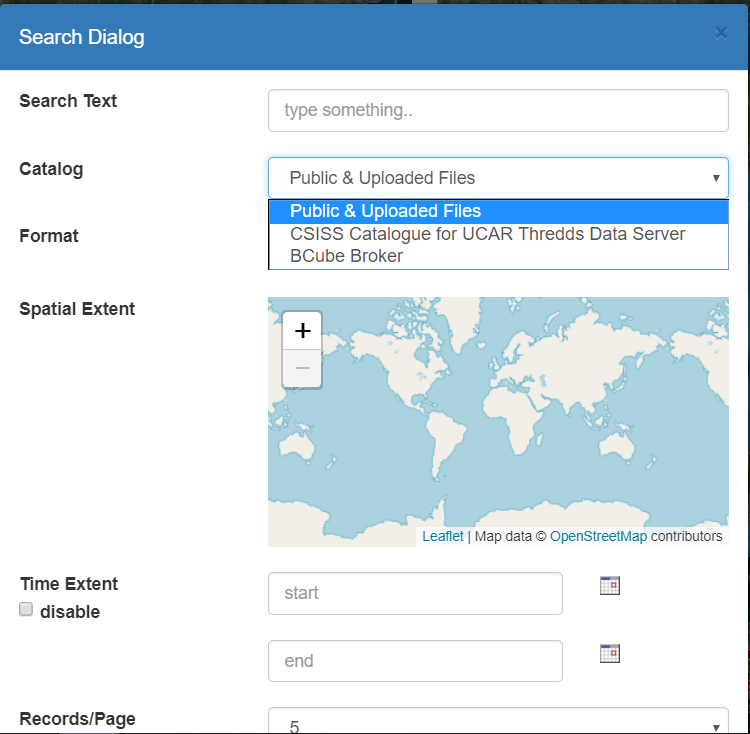 Search Dialog ×
Search Text
type something..
Catalog
Public & Uploaded Files
Public & Uploaded Files
CSISS Catalogue for UCAR Thredds Data Server
BCube Broker
Format
Spatial Extent
+
−
Leaflet | Map data © OpenStreetMap contributors
Time Extent
start
disable
end
Records/Page
5